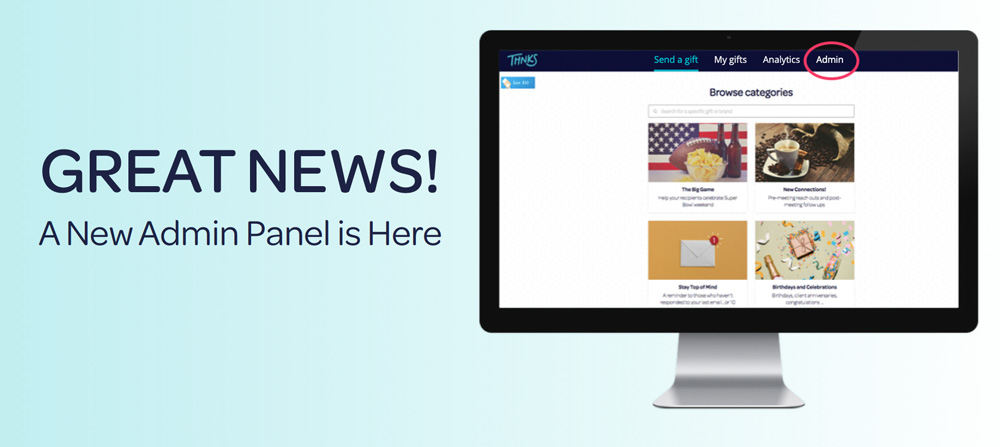 GREAT NEWS!
A New Admin Panel is Here
THNKS
Send a gift
My gifts
Analytics
Admin
Browse categories
Search for a specific gift or brand
The Big Game
Help your recipients celebrate Super
Bowl weekend
New Connections!
Pre-meeting reach outs and post-
meeting follow ups
Stay Top of Mind
A reminder to those who haven't
responded to your last email...or 10
Birthdays and Celebrations
Birthdays, client anniversaries,
congratulations ...